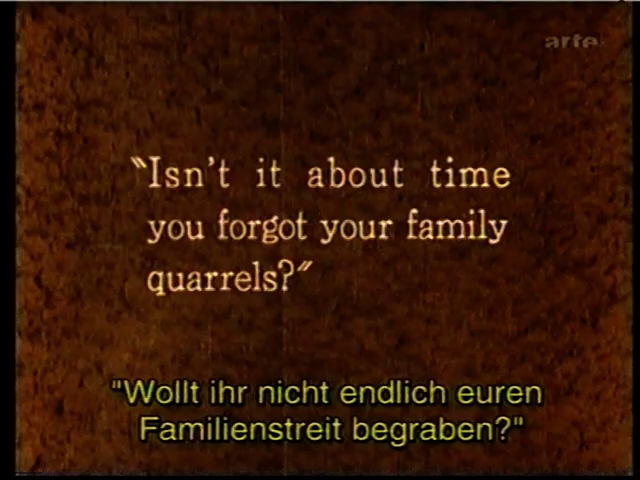 arte
"Isn't it about time
you forgot your family
quarrels?"
"Wollt ihr nicht endlich euren
Familienstreit begraben?"